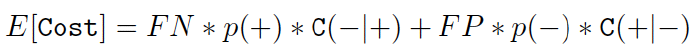 E[Cost] = FN * p(+) * C(-|+) + FP * p(-) * C(+|-)